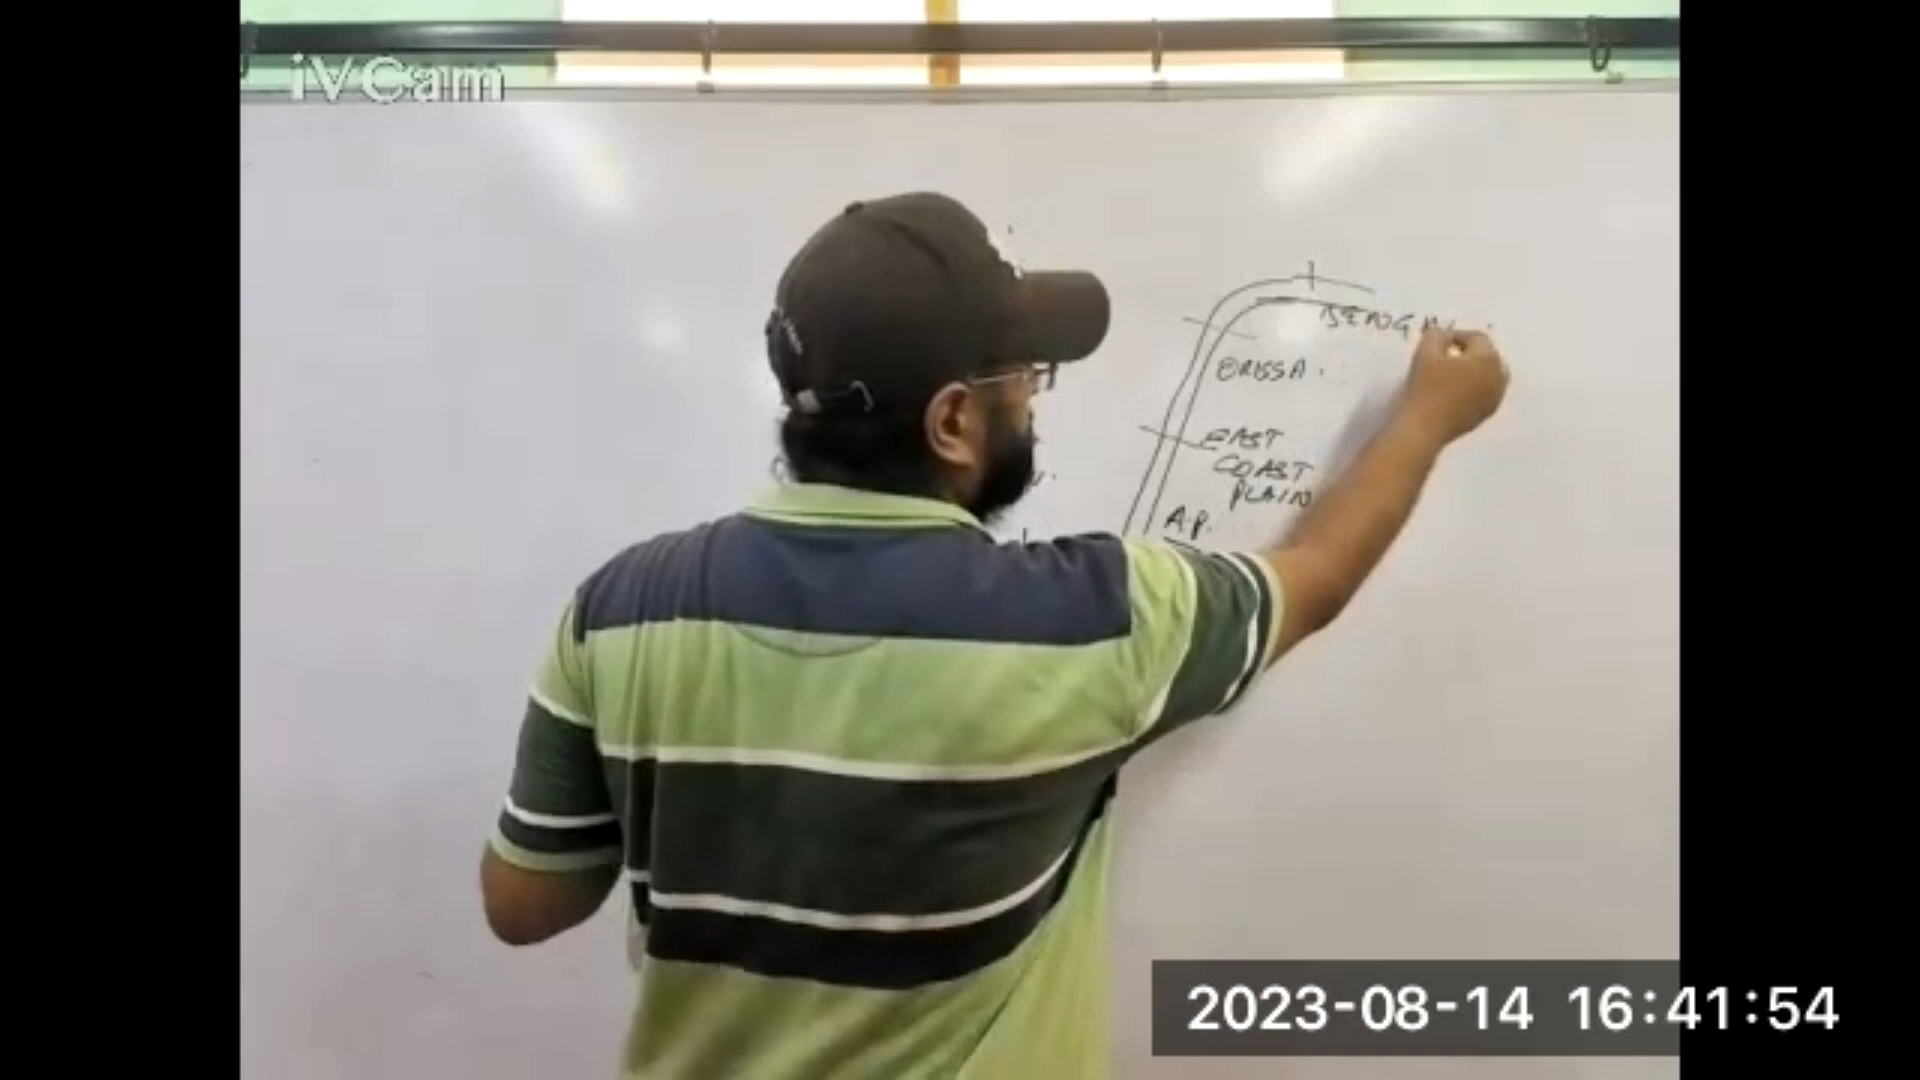 iVCam
BENGAL
ORISSA.
EAST
COAST
PLAIN
A.P.
2023-08-14 16:41:54